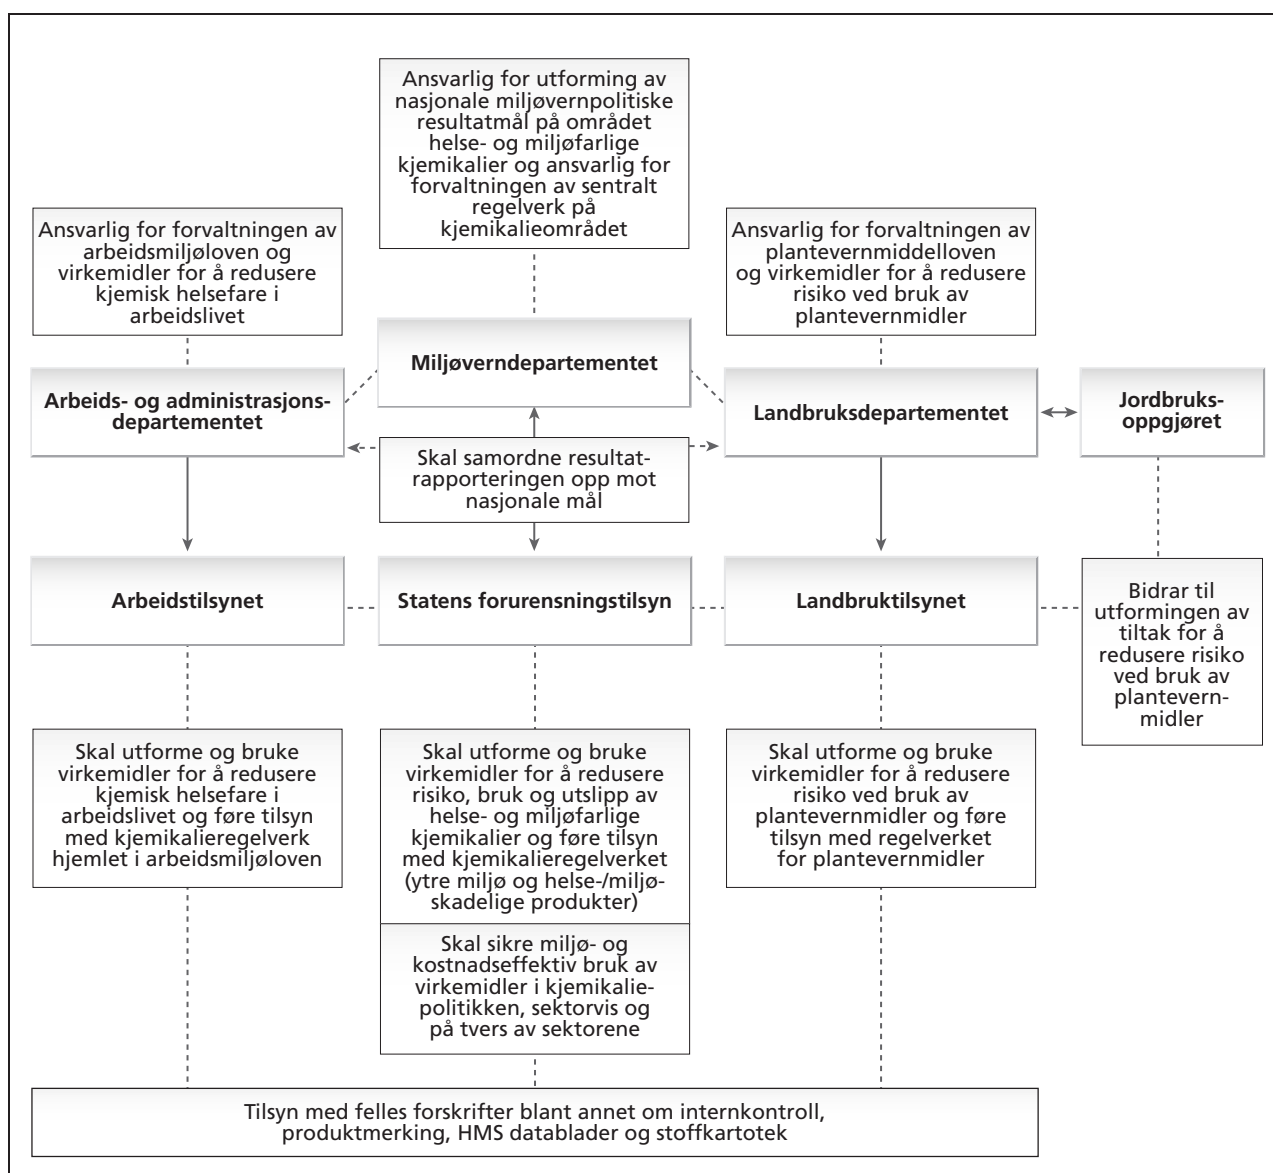 Ansvarlig for utforming av
nasjonale miljøvernpolitiske
resultatmål på området
helse- og miljøfarlige
kjemikalier og ansvarlig for
forvaltningen av sentralt
regelverk på
kjemikalieområdet
Ansvarlig for forvaltningen av
arbeidsmiljøloven og
virkemidler for å redusere
kjemisk helsefare i
arbeidslivet
Ansvarlig for forvaltningen av
plantevernmiddelloven
og virkemidler for å redusere
risiko ved bruk av
plantevernmidler
Miljøverndepartementet
Arbeids- og administrasjons-
departementet
Landbruksdepartementet
Jordbruks-
oppgjøret
Skal samordne resultat-
rapporteringen opp mot
nasjonale mål
Arbeidstilsynet
Statens forurensningstilsyn
Landbruktilsynet
Bidrar til
utformingen av
tiltak for å
redusere risiko
ved bruk av
plantevern-
midler
Skal utforme og bruke
virkemidler for å redusere
kjemisk helsefare i
arbeidslivet og føre tilsyn
med kjemikalieregelverk
hjemlet i arbeidsmiljøloven
Skal utforme og bruke
virkemidler for å redusere
risiko, bruk og utslipp av
helse- og miljøfarlige
kjemikalier og føre tilsyn
med kjemikalieregelverket
(ytre miljø og helse-/miljø-
skadelige produkter)
Skal utforme og bruke
virkemidler for å redusere
risiko ved bruk av
plantevernmidler og føre
tilsyn med regelverket
for plantevernmidler
Skal sikre miljø- og
kostnadseffektiv bruk av
virkemidler i kjemikalie-
politikken, sektorvis og
på tvers av sektorene
Tilsyn med felles forskrifter blant annet om internkontroll,
produktmerking, HMS datablader og stoffkartotek